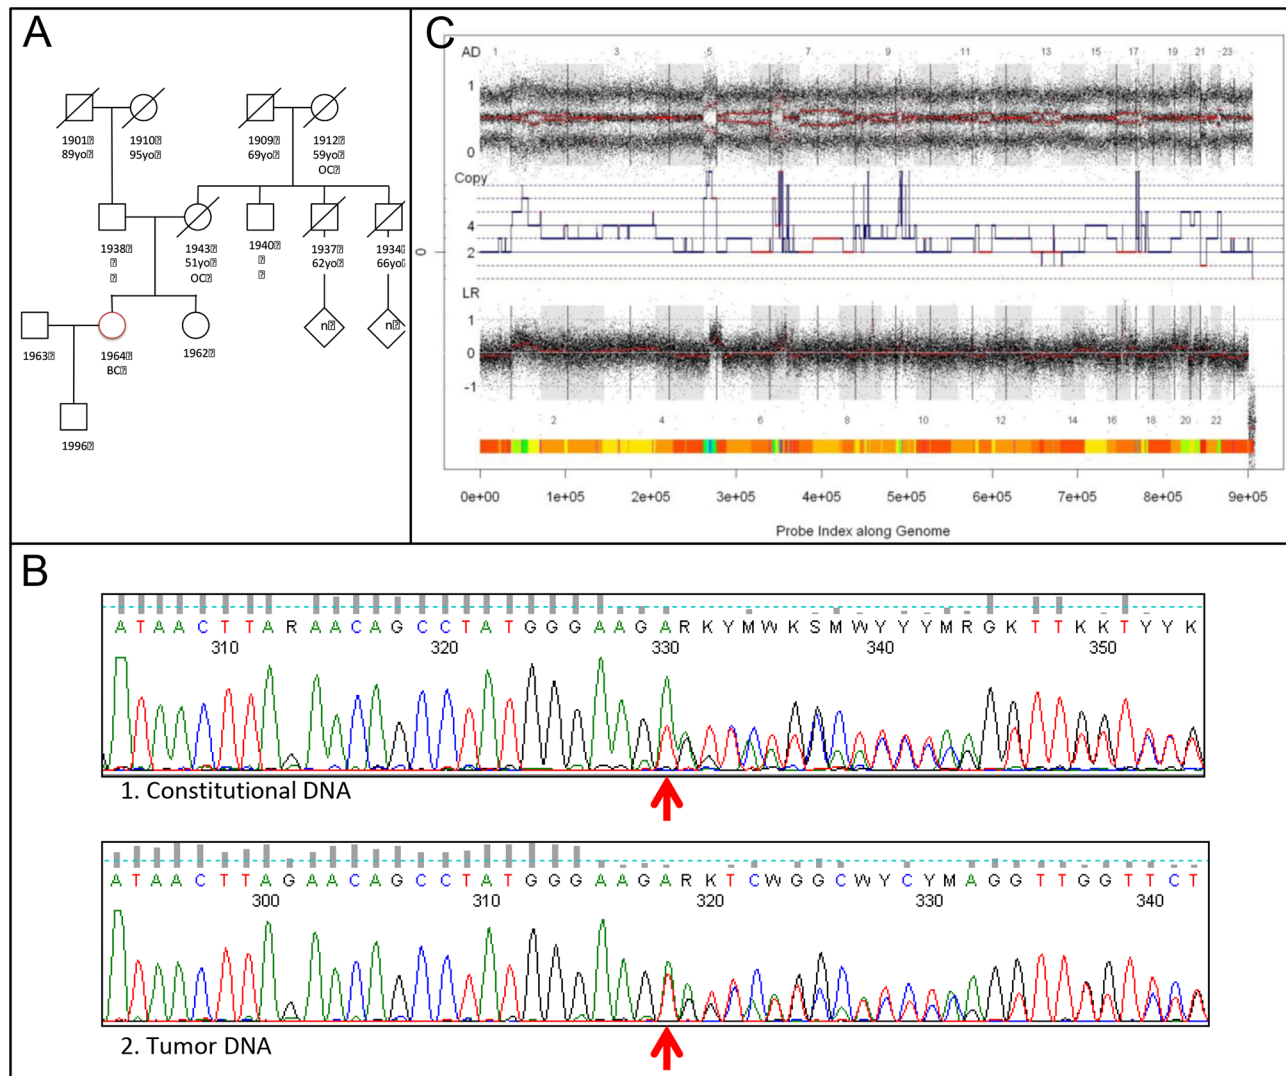 A
1901 1910 1909 1912
89yo 95yo 69yo 59yo
OC
1938 1943 1940 1937 1934
51yo 62yo 66yo
OC
n n
1963 1964 1962
BC
1996
C
AD 1 3 5 7 9 11 13 15 17 19 21 23
1
0
Copy
4
2
0
LR
1
0
-1
2 4 6 8 10 12 14 16 18 20 22
0e+00 1e+05 2e+05 3e+05 4e+05 5e+05 6e+05 7e+05 8e+05 9e+05
Probe Index along Genome
B
A T A A C T T A R A A C A G C C T A T G G G A A G A R K Y M W K S M W Y Y Y M R G K T T K K T Y Y K
310 320 330 340 350
1. Constitutional DNA
A T A A C T T A G A A C A G C C T A T G G G A A G A R K T C W G G C W Y C Y M A G G T T G G T T C T
300 310 320 330 340
2. Tumor DNA